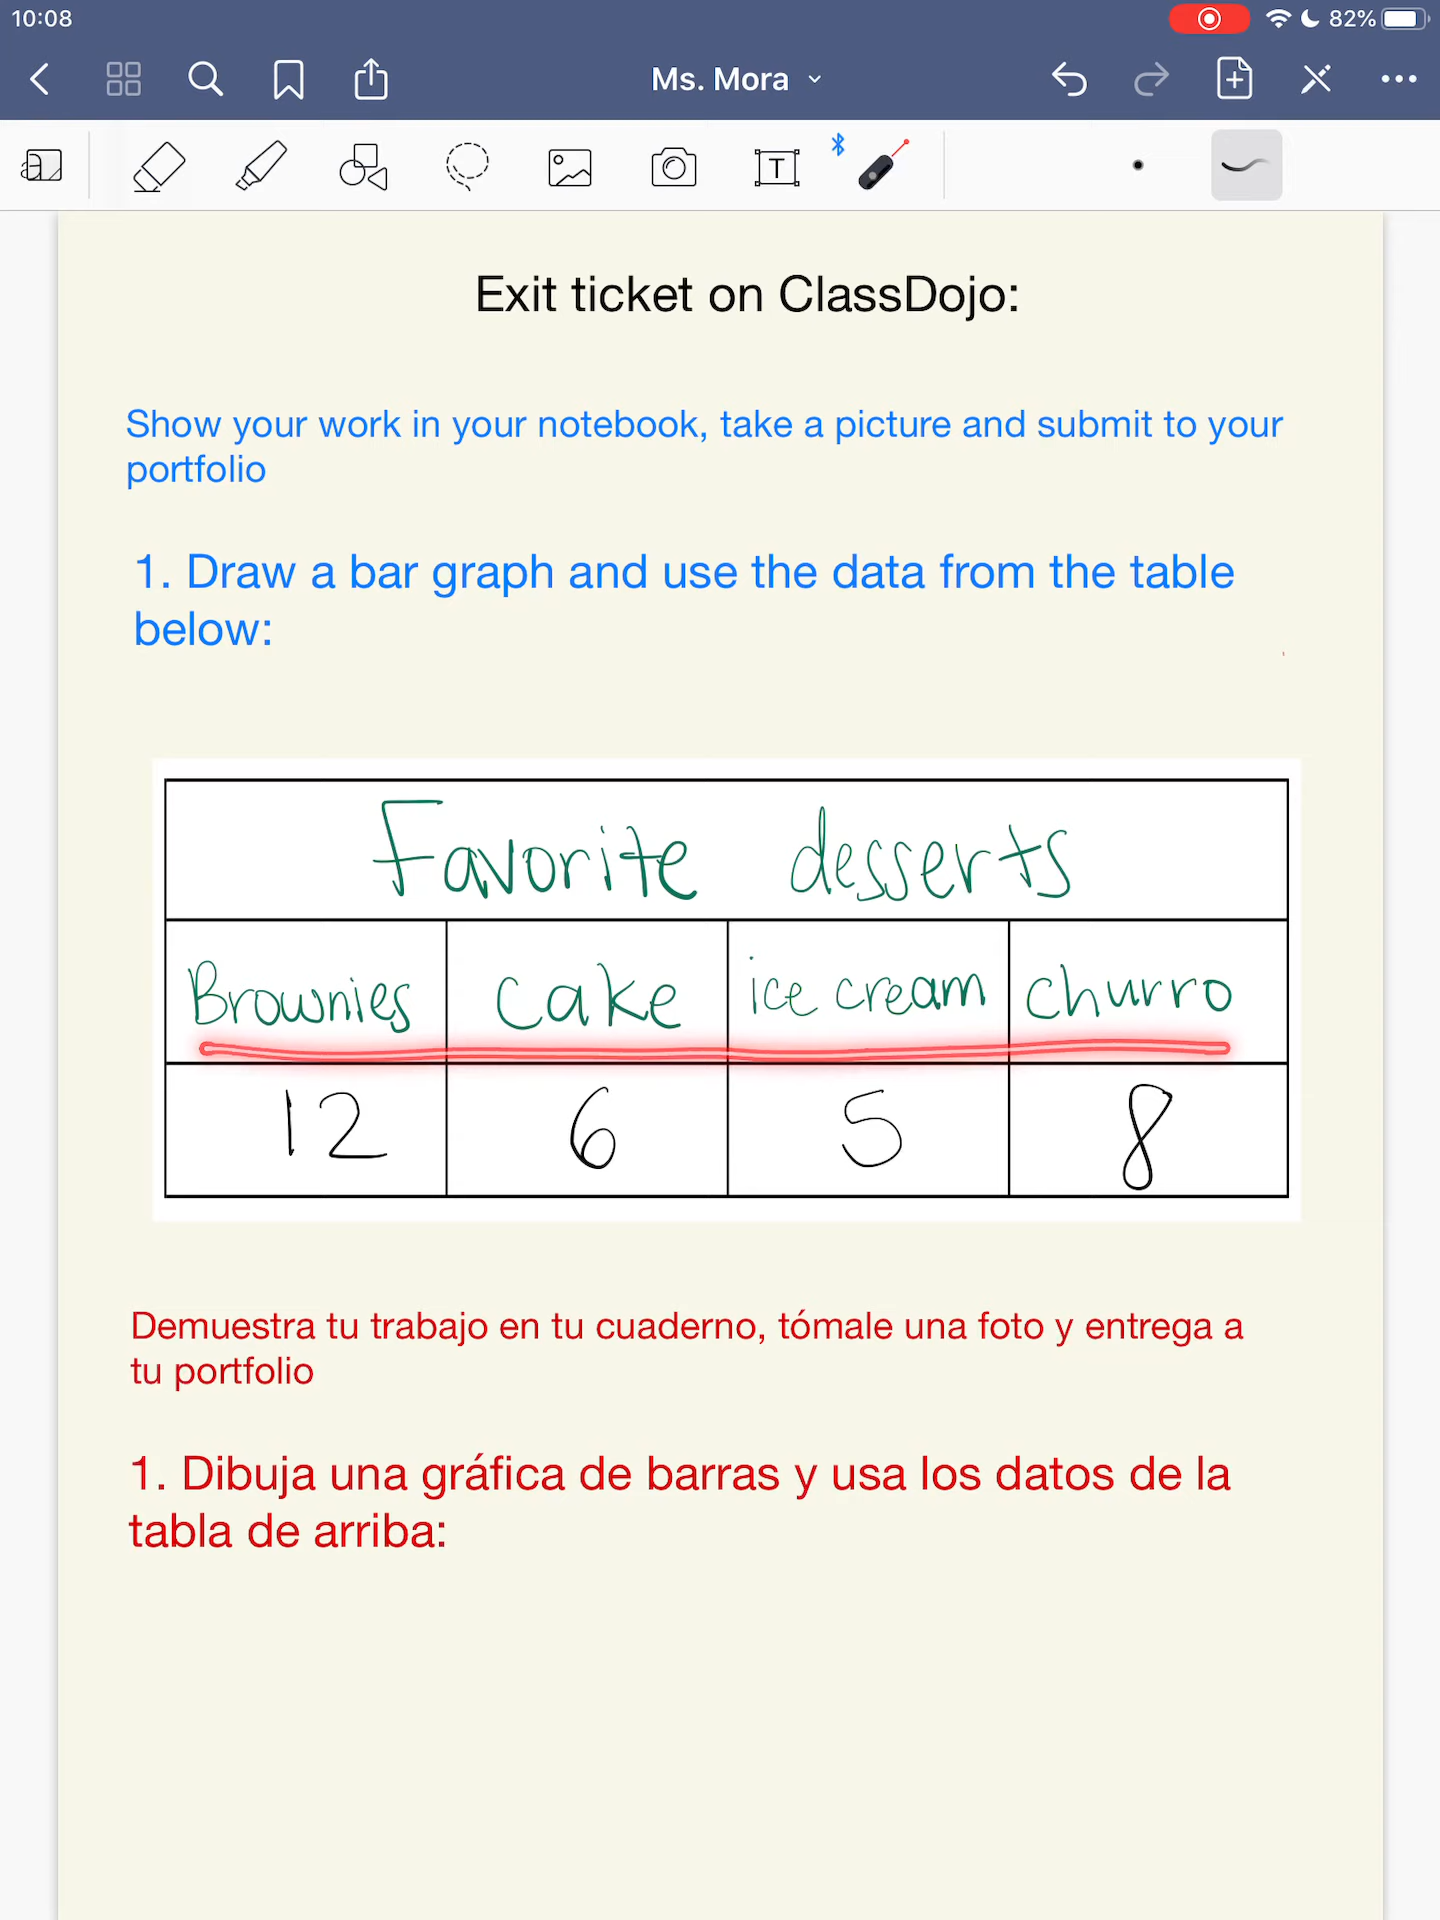 10:08
82%
Ms. Mora
a
T
Exit ticket on ClassDojo:
Show your work in your notebook, take a picture and submit to your
portfolio
1. Draw a bar graph and use the data from the table
below:
Favorite desserts
Brownies cake ice cream churro
12 6 5 8
Demuestra tu trabajo en tu cuaderno, tómale una foto y entrega a
tu portfolio
1. Dibuja una gráfica de barras y usa los datos de la
tabla de arriba: